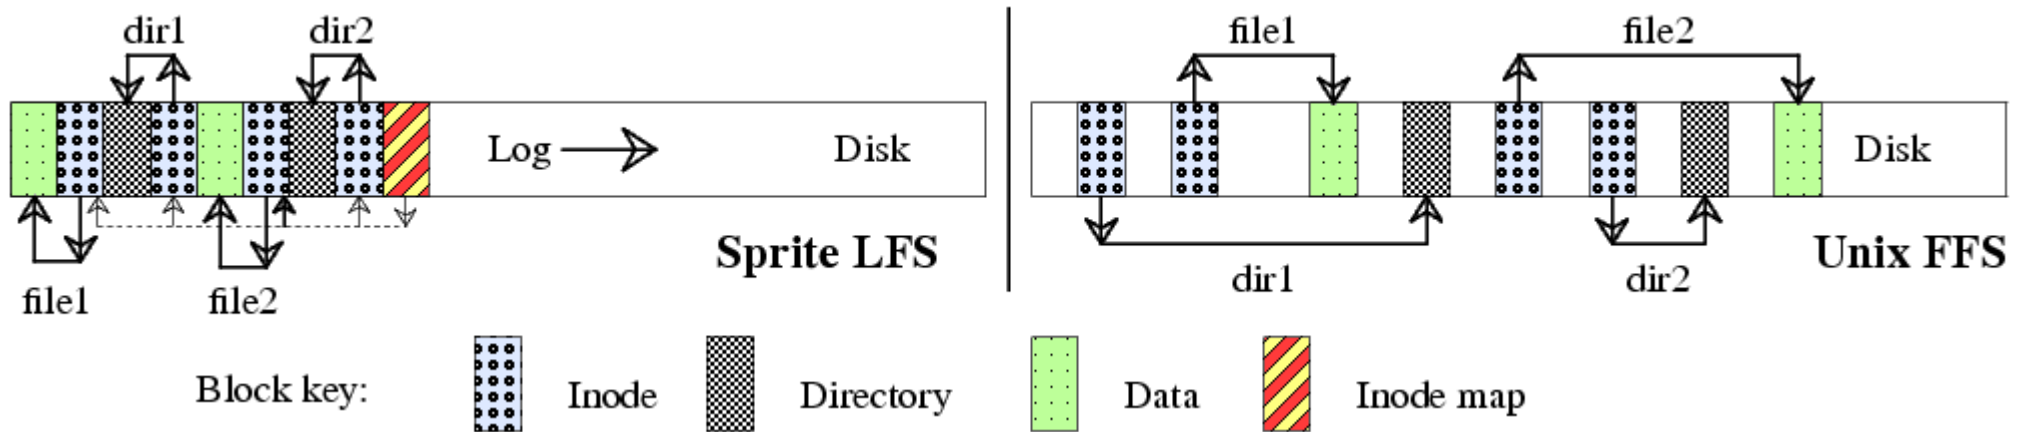 dir1 dir2 file1 file2
Log Disk Disk
Sprite LFS Unix FFS
file1 file2 dir1 dir2
Block key: Inode Directory Data Inode map